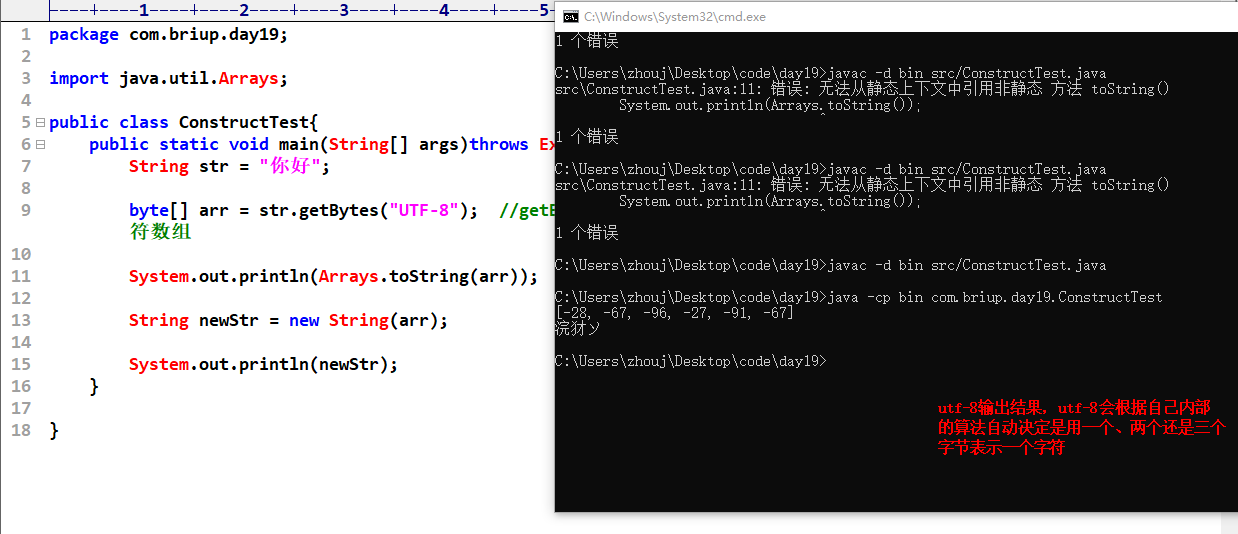 ----+----1----+----2----+----3----+----4----+----5-
1 package com.briup.day19;
2
3 import java.util.Arrays;
4
5 public class ConstructTest{
6 public static void main(String[] args)throws Ex
7 String str = "你好";
8
9 byte[] arr = str.getBytes("UTF-8"); //getB
符数组
10
11 System.out.println(Arrays.toString(arr));
12
13 String newStr = new String(arr);
14
15 System.out.println(newStr);
16 }
17
18 }
C:\Windows\System32\cmd.exe
1 个错误
C:\Users\zhouj\Desktop\code\day19>javac -d bin src/ConstructTest.java
src\ConstructTest.java:11: 错误: 无法从静态上下文中引用非静态 方法 toString()
System.out.println(Arrays.toString());
^
1 个错误
C:\Users\zhouj\Desktop\code\day19>javac -d bin src/ConstructTest.java
src\ConstructTest.java:11: 错误: 无法从静态上下文中引用非静态 方法 toString()
System.out.println(Arrays.toString());
^
1 个错误
C:\Users\zhouj\Desktop\code\day19>javac -d bin src/ConstructTest.java
C:\Users\zhouj\Desktop\code\day19>java -cp bin com.briup.day19.ConstructTest
[-28, -67, -96, -27, -91, -67]
浣犲ソ
C:\Users\zhouj\Desktop\code\day19>
utf-8输出结果，utf-8会根据自己内部
的算法自动决定是用一个、两个还是三个
字节表示一个字符